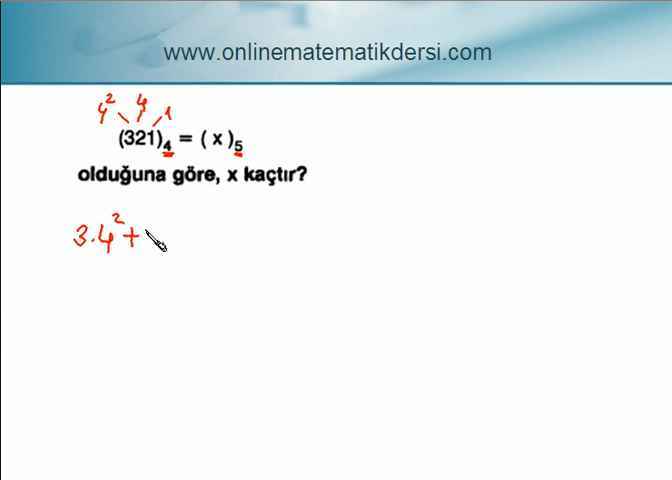 www.onlinematematikdersi.com
4² 4 1
(321)₄ = ( x )₅
olduğuna göre, x kaçtır?
3.4² +